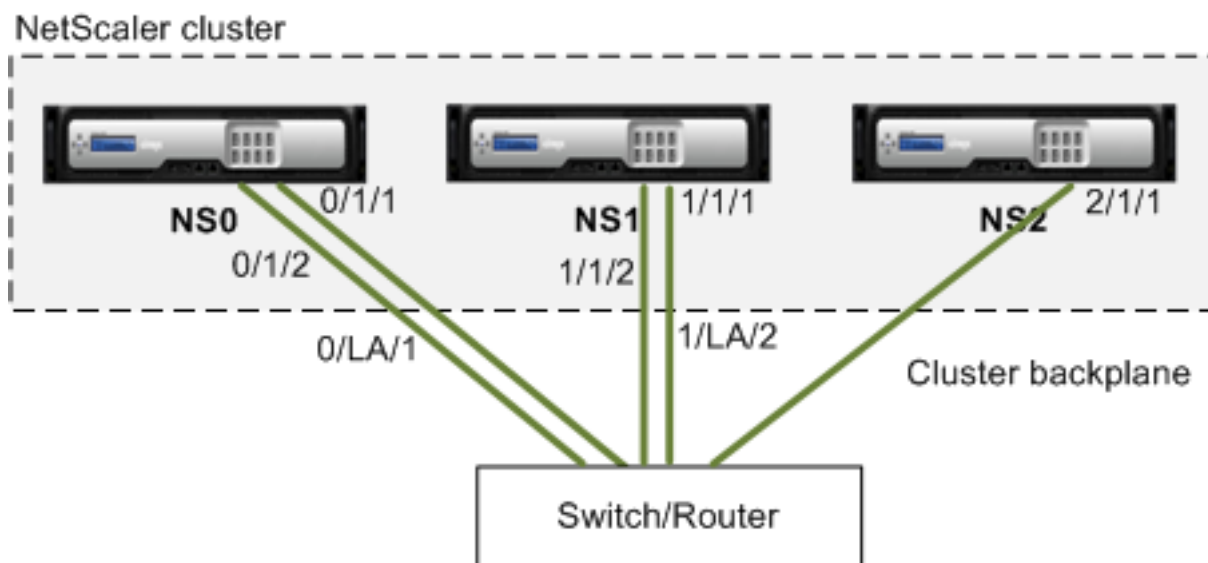 NetScaler cluster
0/1/1
1/1/1
2/1/1
NS0
NS1
NS2
0/1/2
1/1/2
0/LA/1
1/LA/2
Cluster backplane
Switch/Router